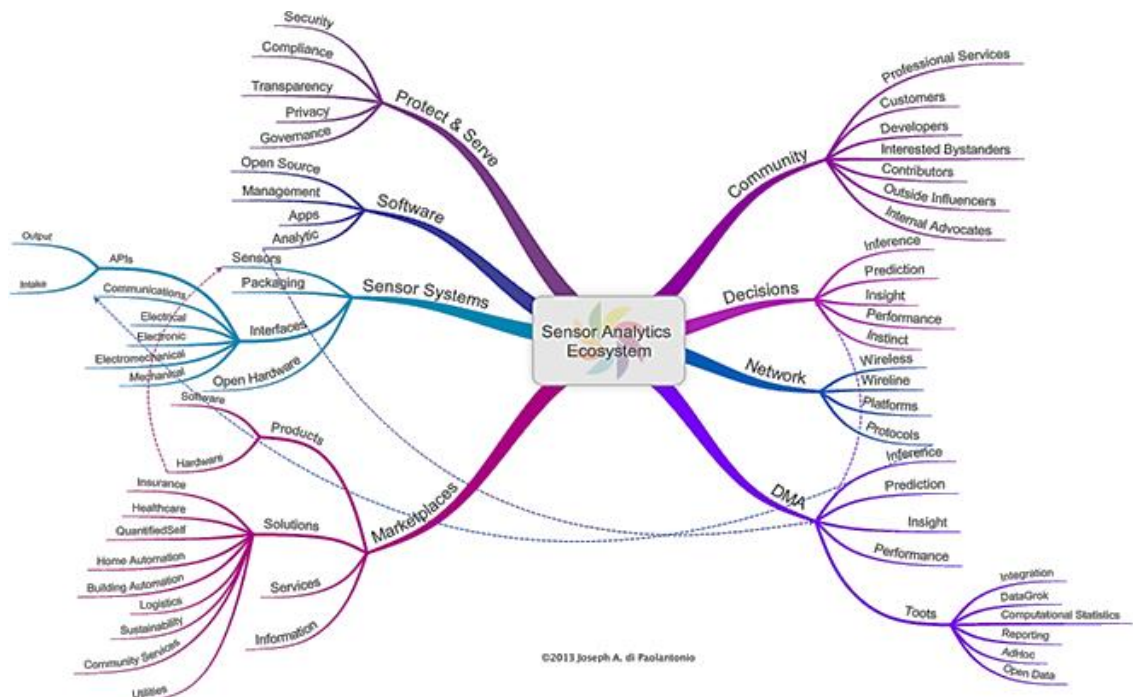 Security
Compliance
Transparency
Privacy
Governance
Protect & Serve
Open Source
Management
Apps
Analytic
Software
Sensors
Packaging
Output
Intake
APIs
Communications
Electrical
Electronic
Electromechanical
Mechanical
Interfaces
Open Hardware
Sensor Systems
Software
Hardware
Products
Insurance
Healthcare
QuantifiedSelf
Home Automation
Building Automation
Logistics
Sustainability
Community Services
Utilities
Solutions
Services
Information
Marketplaces
Sensor Analytics
Ecosystem
Community
Professional Services
Customers
Developers
Interested Bystanders
Contributors
Outside Influencers
Internal Advocates
Decisions
Inference
Prediction
Insight
Performance
Instinct
Network
Wireless
Wireline
Platforms
Protocols
DMA
Inference
Prediction
Insight
Performance
Toots
Integration
DataGrok
Computational Statistics
Reporting
AdHoc
Open Data
©2013 Joseph A. di Paolantonio